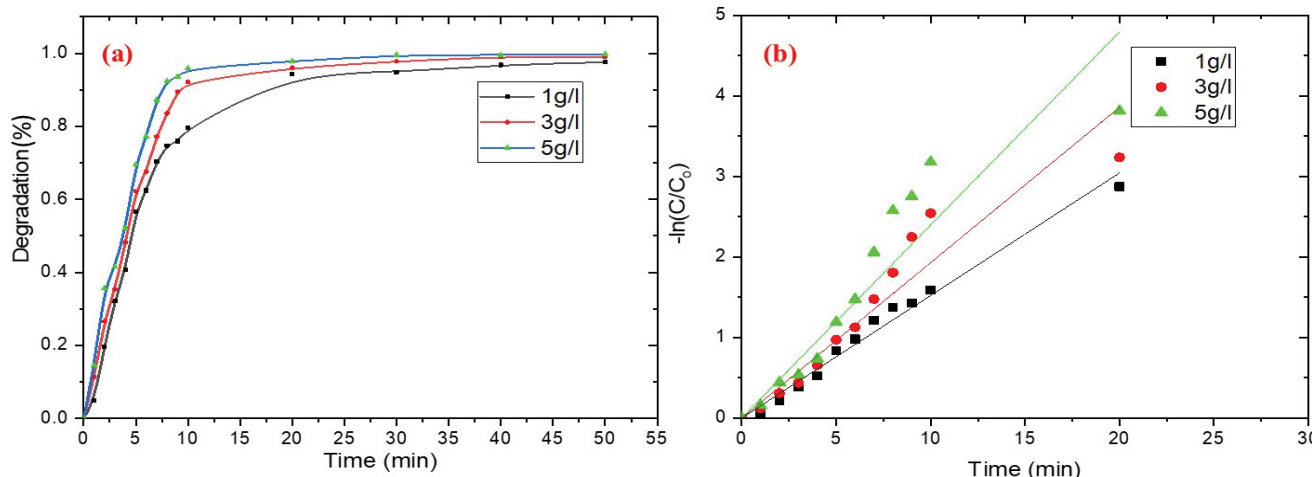 (a)
Degradation(%)
1.0
0.8
0.6
0.4
0.2
0.0
1g/l
3g/l
5g/l
0 5 10 15 20 25 30 35 40 45 50 55
Time (min)
(b)
-ln(C/Co)
-5
4
3
2
1
0
1g/l
3g/l
5g/l
0 5 10 15 20 25 30
Time (min)